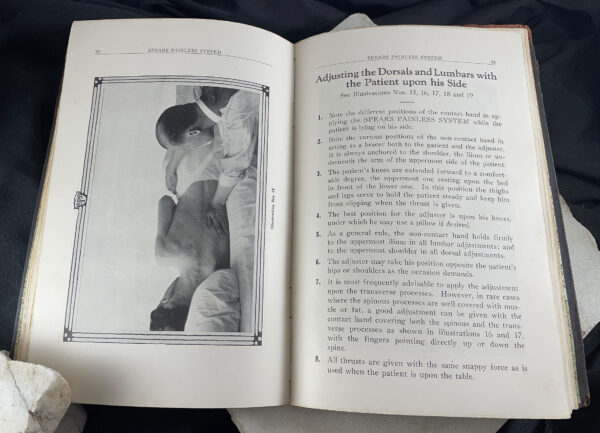 82 SPEARS PAINLESS SYSTEM
Illustration No. 18
SPEARS PAINLESS SYSTEM 83
Adjusting the Dorsals and Lumbars with
the Patient upon his Side
See Illustrations Nos. 15, 16, 17, 18 and 19
1. Note the different positions of the contact hand in ap-
plying the SPEARS PAINLESS SYSTEM while the
patient is lying on his side.
2. Note the various positions of the non-contact hand in
acting as a bracer both to the patient and the adjuster.
It is always anchored to the shoulder, the ilium or un-
derneath the arm of the uppermost side of the patient.
3. The patient's knees are extended forward to a comfort-
able degree, the uppermost one resting upon the bed
in front of the lower one. In this position the thighs
and legs serve to hold the patient steady and keep him
from slipping when the thrust is given.
4. The best position for the adjuster is upon his knees,
under which he may use a pillow if desired.
5. As a general rule, the non-contact hand holds firmly
to the uppermost ilium in all lumbar adjustments; and
to the uppermost shoulder in all dorsal adjustments.
6. The adjuster may take his position opposite the patient's
hips or shoulders as the occasion demands.
7. It is most frequently advisable to apply the adjustment
upon the transverse processes. However, in rare cases
where the spinous processes are well covered with mus-
cle or fat, a good adjustment can be given with the
contact hand covering both the spinous and the trans-
verse processes as shown in illustrations 16 and 17,
with the fingers pointing directly up or down the
spine.
8. All thrusts are given with the same snappy force as is
used when the patient is upon the table.